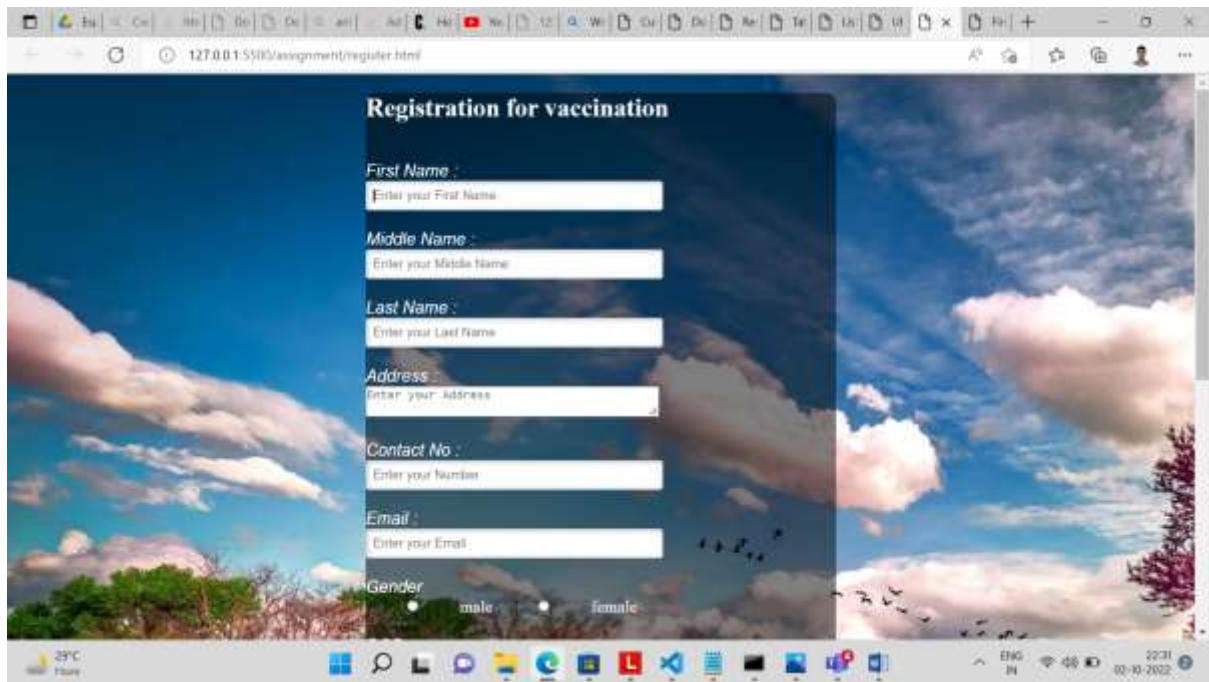 127.0.0.1:5500/assignment/register.html
Registration for vaccination
First Name :
Enter your First Name
Middle Name :
Enter your Middle Name
Last Name :
Enter your Last Name
Address :
Enter your Address
Contact No :
Enter your Number
Email :
Enter your Email
Gender
male female
29°C
Haze
ENG
IN
22:31
02-10-2022